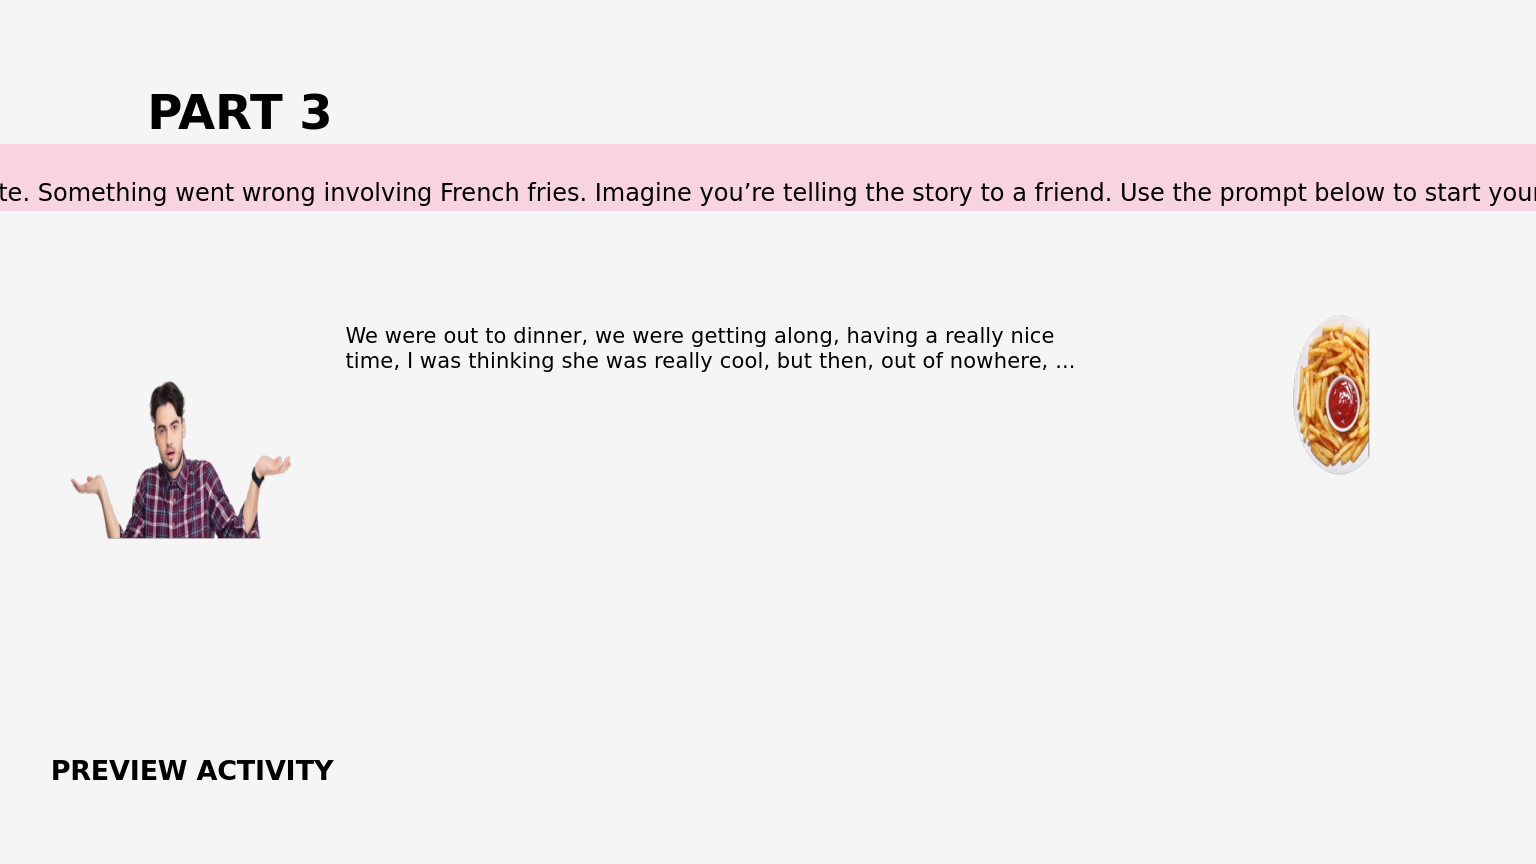 PART 3
te. Something went wrong involving French fries. Imagine you’re telling the story to a friend. Use the prompt below to start your
We were out to dinner, we were getting along, having a really nice
time, I was thinking she was really cool, but then, out of nowhere, ...
PREVIEW ACTIVITY